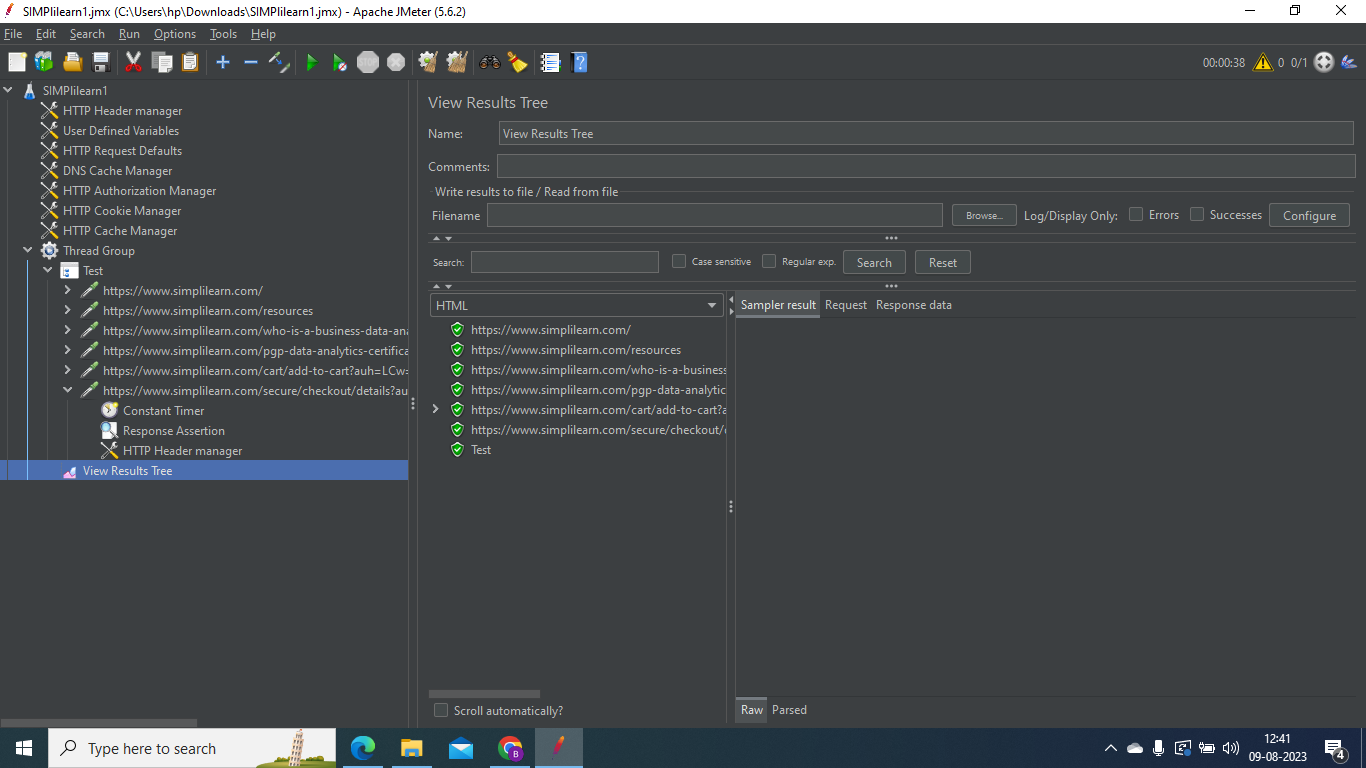 SIMPlilearn1.jmx (C:\Users\hp\Downloads\SIMPlilearn1.jmx) - Apache JMeter (5.6.2)
File Edit Search Run Options Tools Help
STOP
00:00:38 0 0/1
SIMPlilearn1
HTTP Header manager
User Defined Variables
HTTP Request Defaults
DNS Cache Manager
HTTP Authorization Manager
HTTP Cookie Manager
HTTP Cache Manager
Thread Group
Test
https://www.simplilearn.com/
https://www.simplilearn.com/resources
https://www.simplilearn.com/who-is-a-business-data-ana
https://www.simplilearn.com/pgp-data-analytics-certifica
https://www.simplilearn.com/cart/add-to-cart?auh=LCw=
https://www.simplilearn.com/secure/checkout/details?au
Constant Timer
Response Assertion
HTTP Header manager
View Results Tree
View Results Tree
Name: View Results Tree
Comments:
Write results to file / Read from file
Filename Browse... Log/Display Only: Errors Successes Configure
Search: Case sensitive Regular exp. Search Reset
HTML
https://www.simplilearn.com/
https://www.simplilearn.com/resources
https://www.simplilearn.com/who-is-a-business
https://www.simplilearn.com/pgp-data-analytic
https://www.simplilearn.com/cart/add-to-cart?a
https://www.simplilearn.com/secure/checkout/
Test
Scroll automatically?
Sampler result Request Response data
Raw Parsed
Type here to search
B
12:41
09-08-2023
4